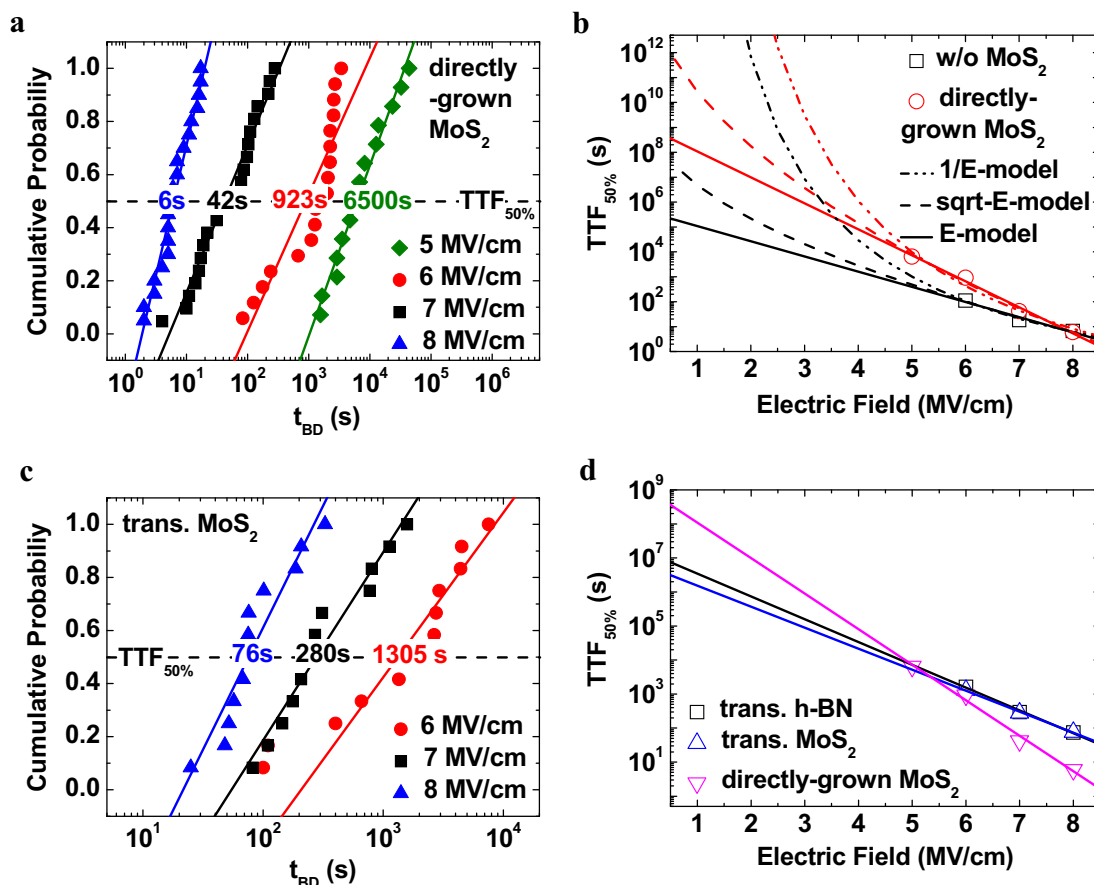 a
Cumulative Probabiliy
1.0
0.8
0.6
0.4
0.2
0.0
directly
-grown
MoS2
6s
42s
923s
6500s
TTF50%
5 MV/cm
6 MV/cm
7 MV/cm
8 MV/cm
10^0
10^1
10^2
10^3
10^4
10^5
10^6
tBD (s)
b
TTF50% (s)
10^12
10^10
10^8
10^6
10^4
10^2
10^0
w/o MoS2
directly-
grown MoS2
1/E-model
sqrt-E-model
E-model
1
2
3
4
5
6
7
8
Electric Field (MV/cm)
c
Cumulative Probabiliy
1.0
0.8
0.6
0.4
0.2
0.0
trans. MoS2
TTF50%
76s
280s
1305 s
6 MV/cm
7 MV/cm
8 MV/cm
10^1
10^2
10^3
10^4
tBD (s)
d
TTF50% (s)
10^9
10^7
10^5
10^3
10^1
trans. h-BN
trans. MoS2
directly-grown MoS2
1
2
3
4
5
6
7
8
Electric Field (MV/cm)